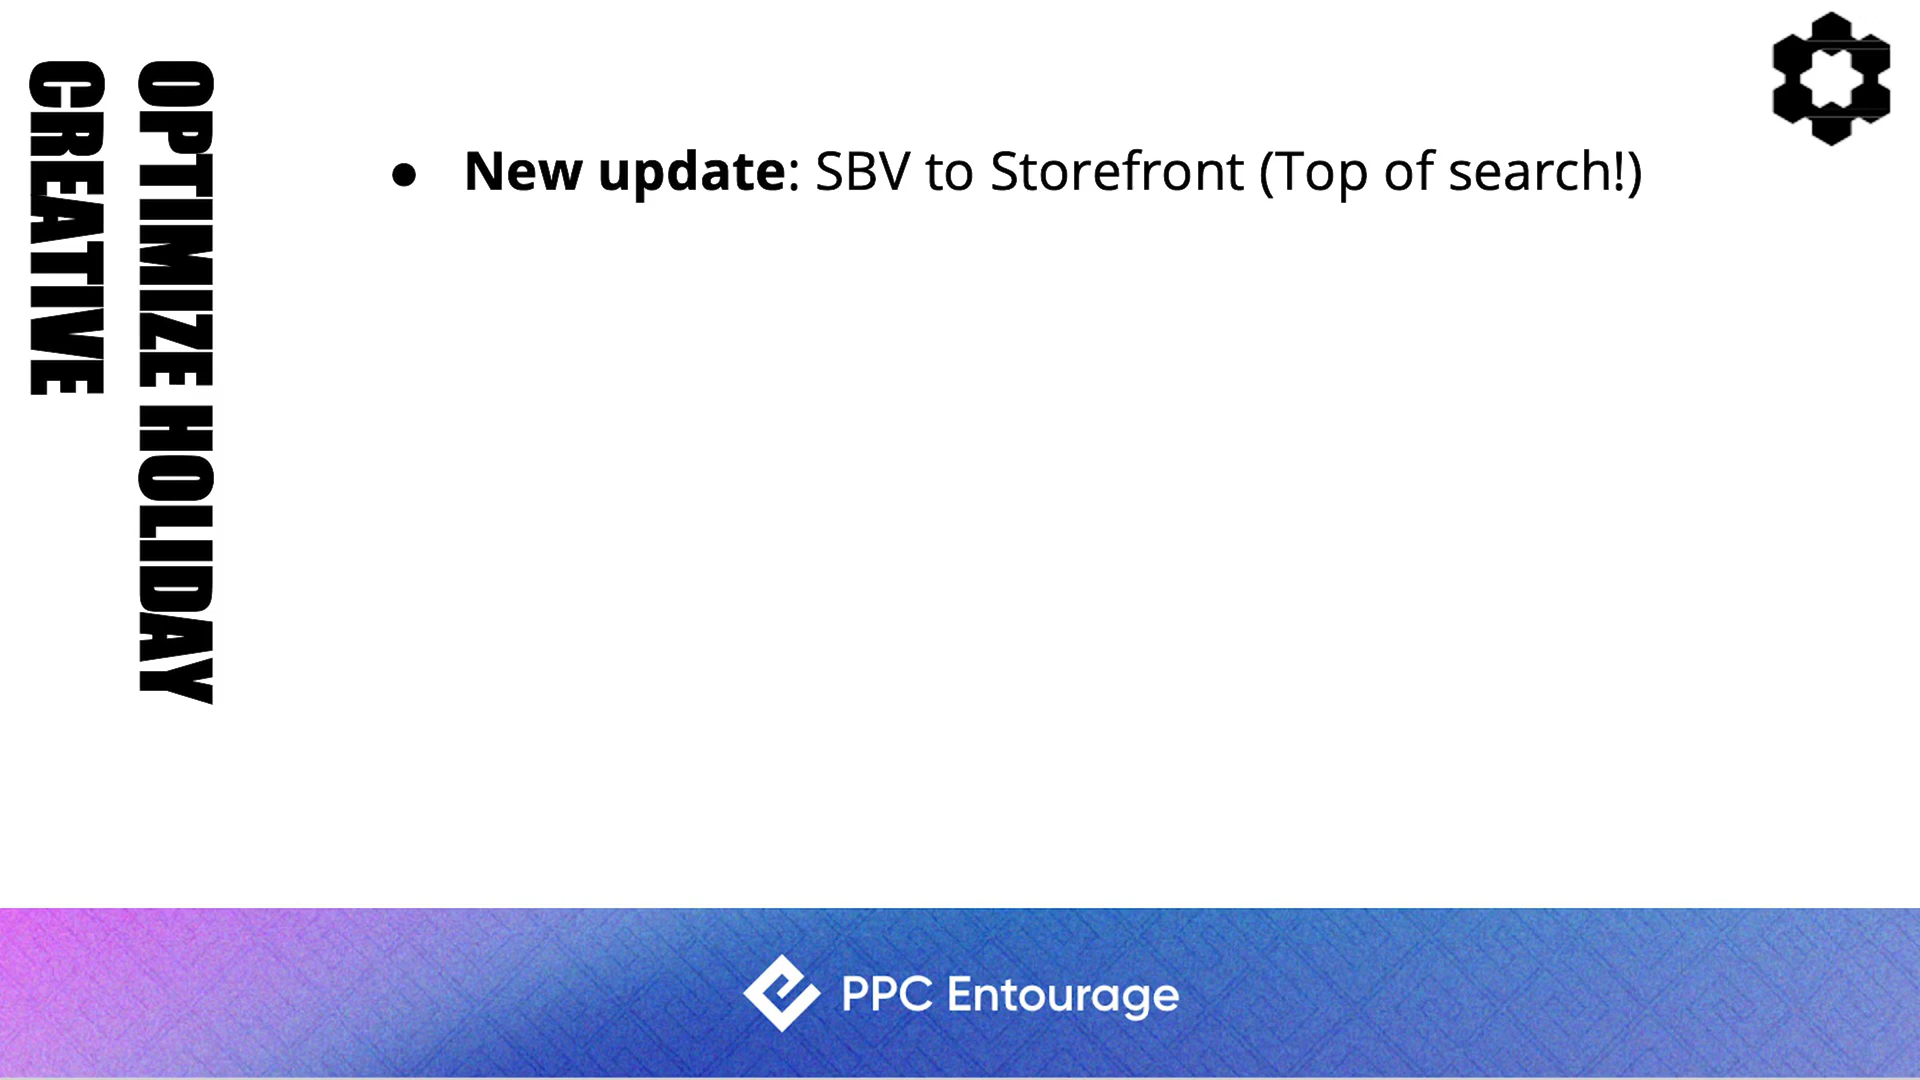 OPTIMIZE HOLIDAY
CREATIVE
● New update: SBV to Storefront (Top of search!)
PPC Entourage